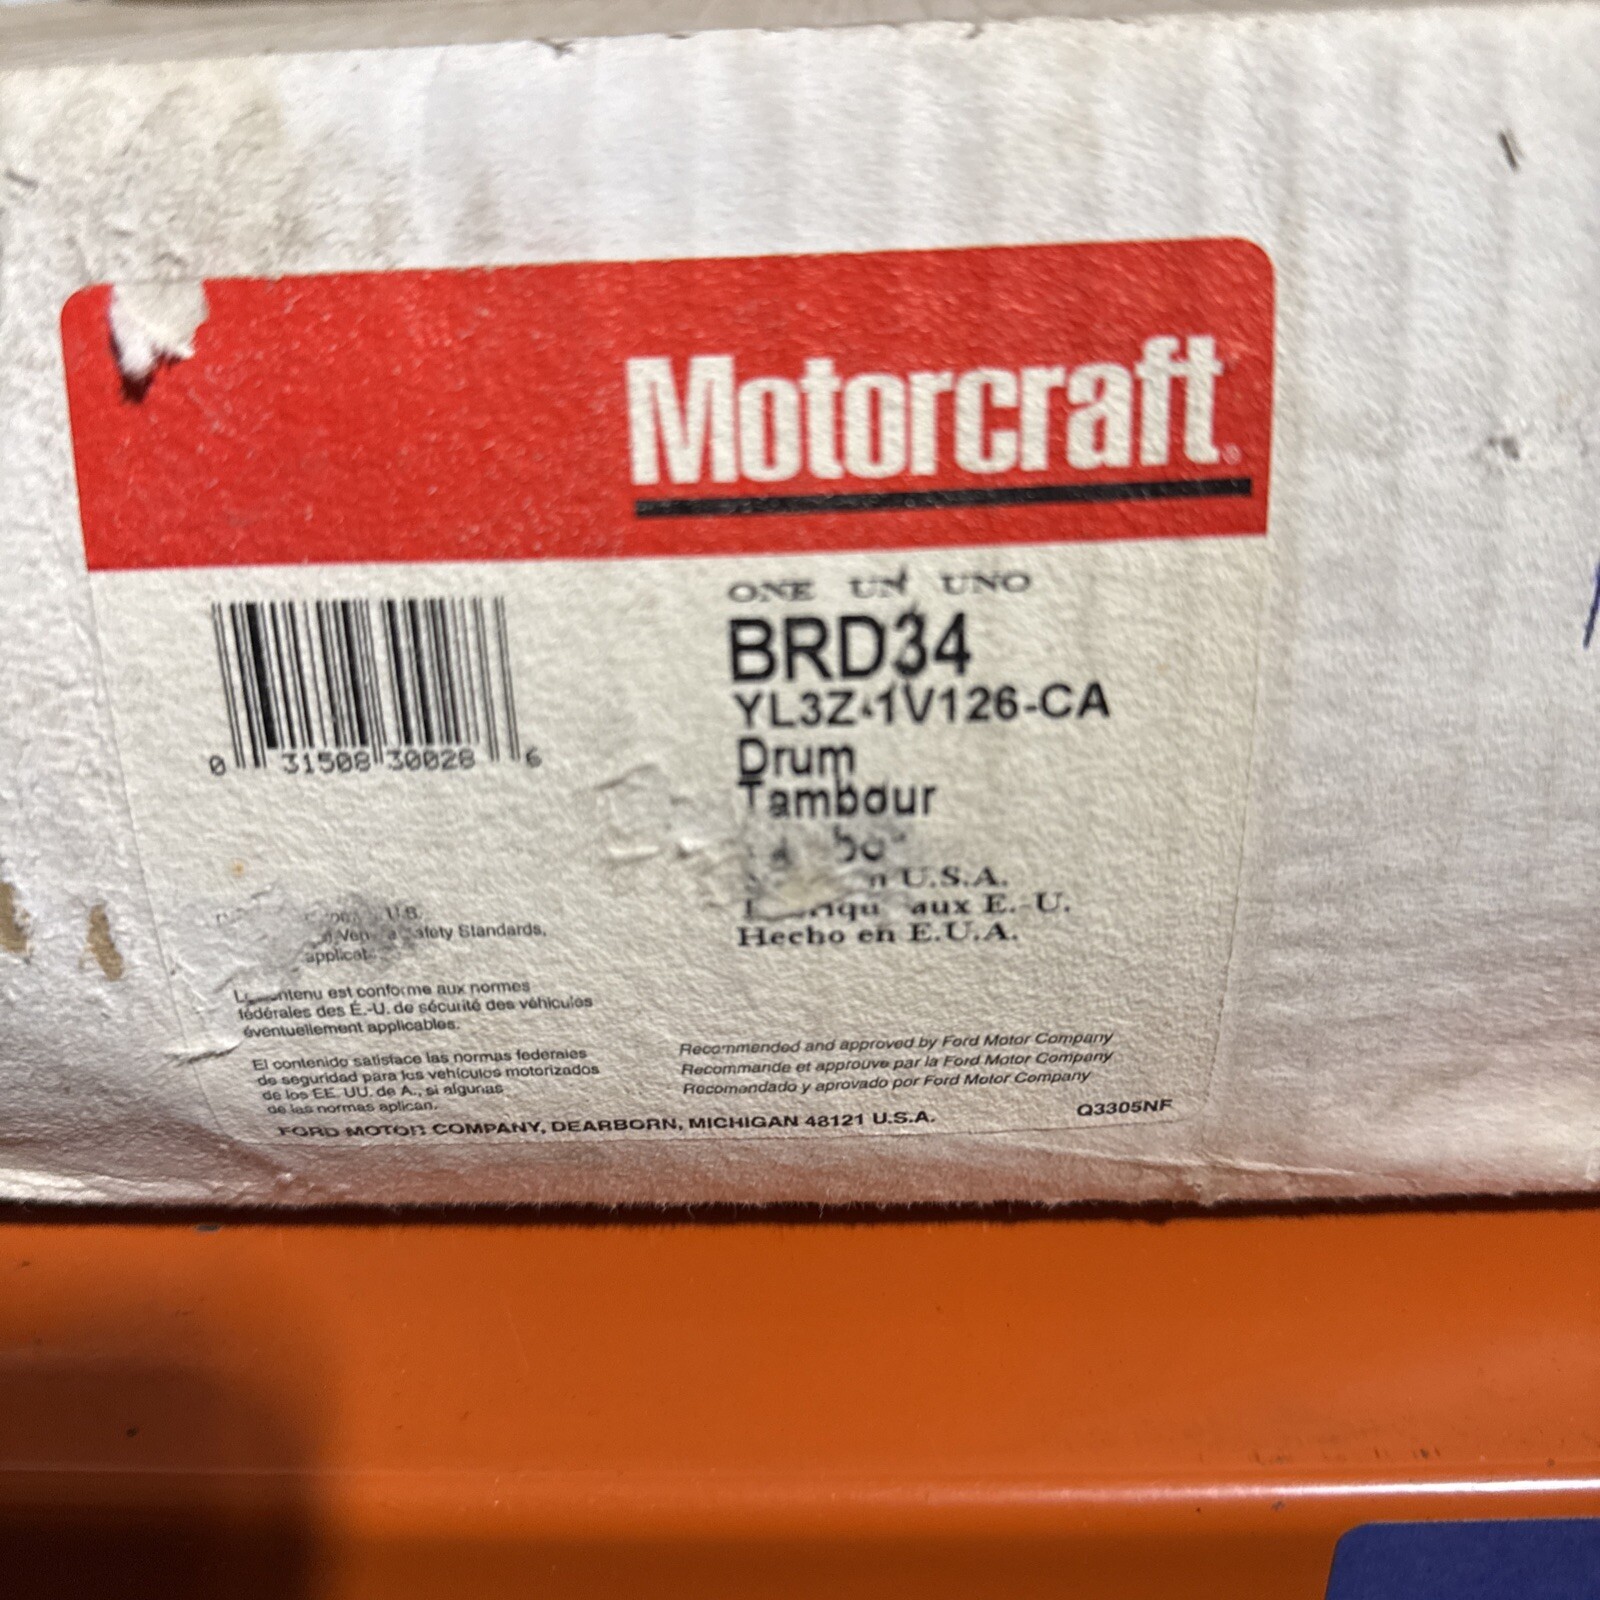 Motorcraft
ONE UN UNO
BRD34
YL3Z-1V126-CA
Drum
Tambour
U.S.A.
aux E.-U.
Hecho en E.U.A.
0 31508 30028 6
U.S.
Safety Standards,
est conforme aux normes
fédérales des É.-U. de sécurité des véhicules
éventuellement applicables.
El contenido satisface las normas federales
de seguridad para los vehículos motorizados
de los EE. UU. de A., si algunas
de las normas aplican.
Recommended and approved by Ford Motor Company
Recommande et approuve par la Ford Motor Company
Recomendado y aprovado por Ford Motor Company
Q3305NF
FORD MOTOR COMPANY, DEARBORN, MICHIGAN 48121 U.S.A.